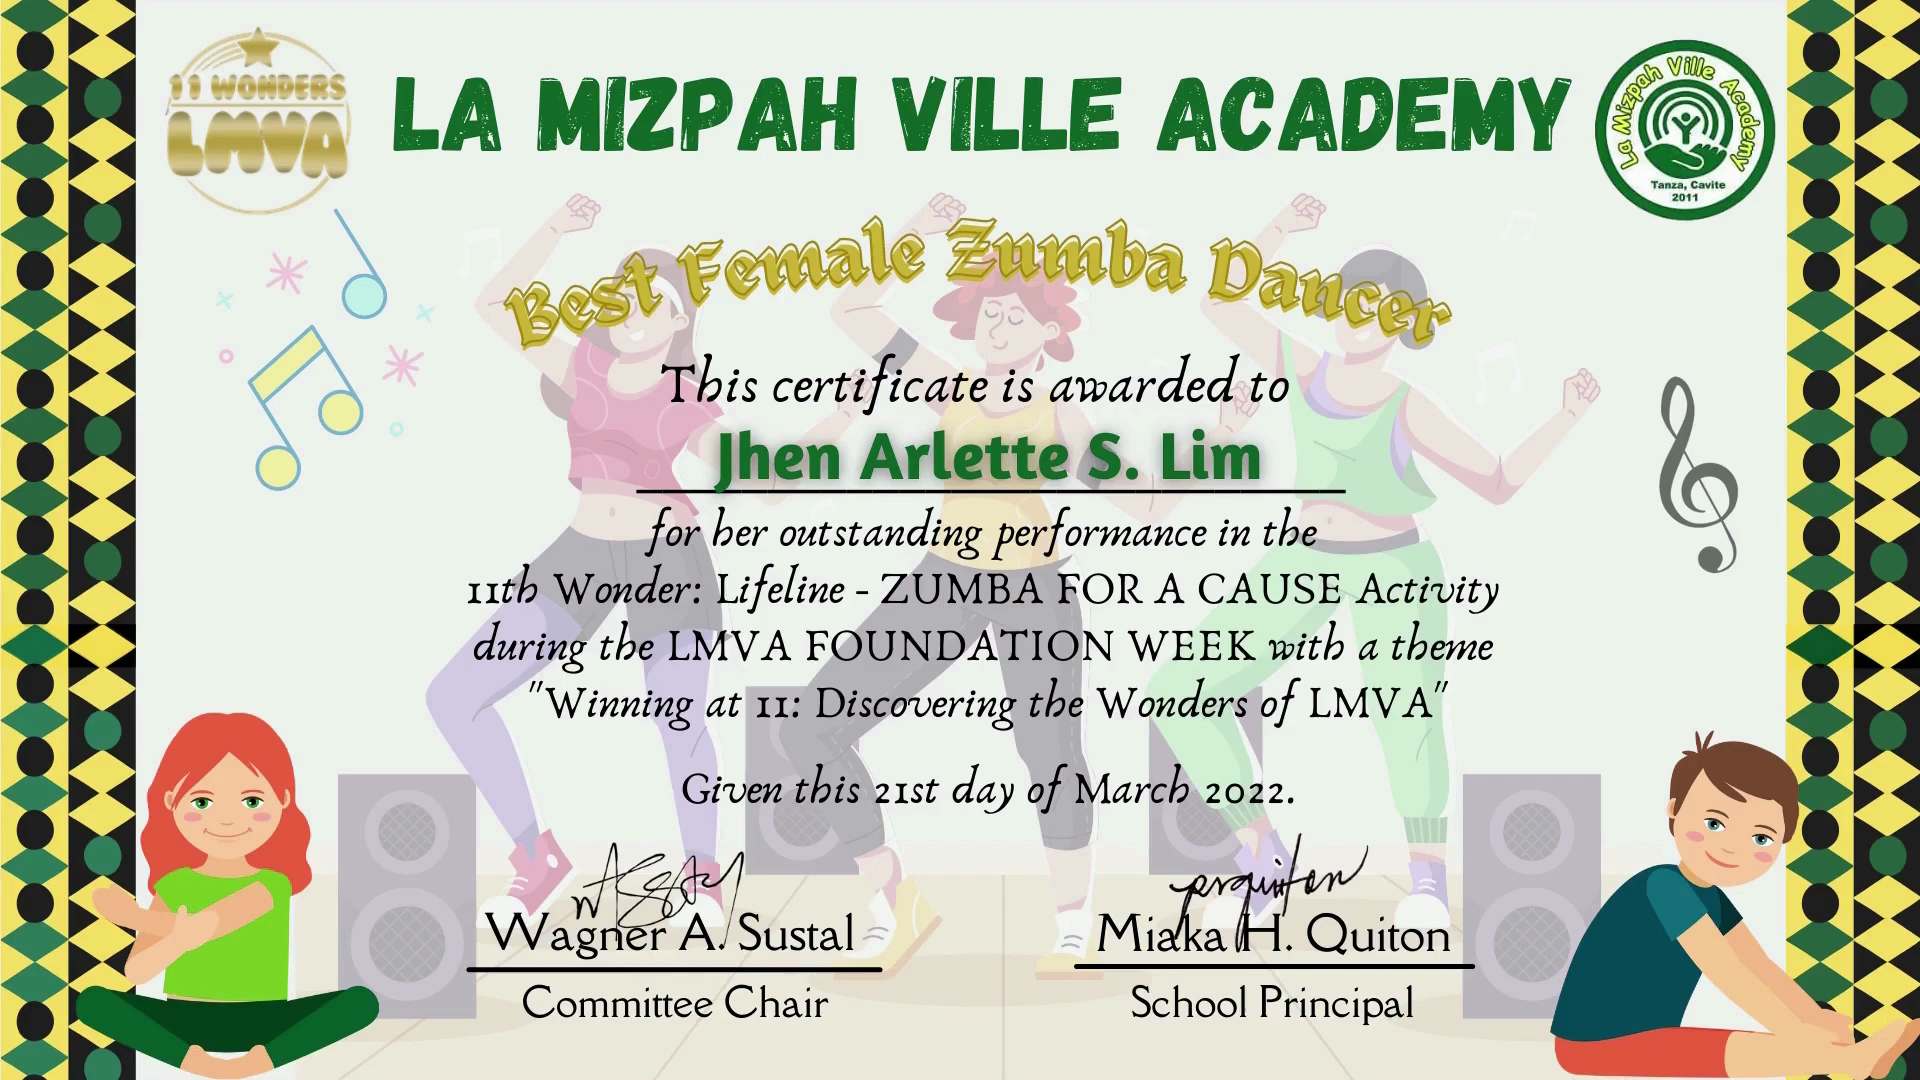 11 WONDERS
LMVA
LA MIZPAH VILLE ACADEMY
La Mizpah Ville Academy
Tanza, Cavite
2011
Best Female Zumba Dancer
This certificate is awarded to
Jhen Arlette S. Lim
for her outstanding performance in the
11th Wonder: Lifeline - ZUMBA FOR A CAUSE Activity
during the LMVA FOUNDATION WEEK with a theme
"Winning at 11: Discovering the Wonders of LMVA"
Given this 21st day of March 2022.
Wagner A. Sustal
Committee Chair
Miaka H. Quiton
School Principal